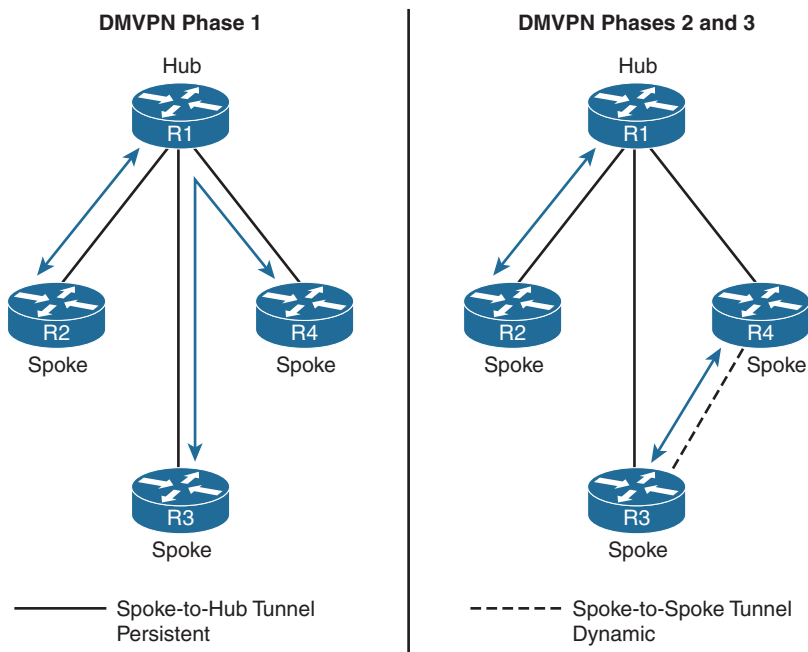 DMVPN Phase 1
Hub
R1
R2
Spoke
R4
Spoke
R3
Spoke
Spoke-to-Hub Tunnel
Persistent
DMVPN Phases 2 and 3
Hub
R1
R2
Spoke
R4
Spoke
R3
Spoke
Spoke-to-Spoke Tunnel
Dynamic